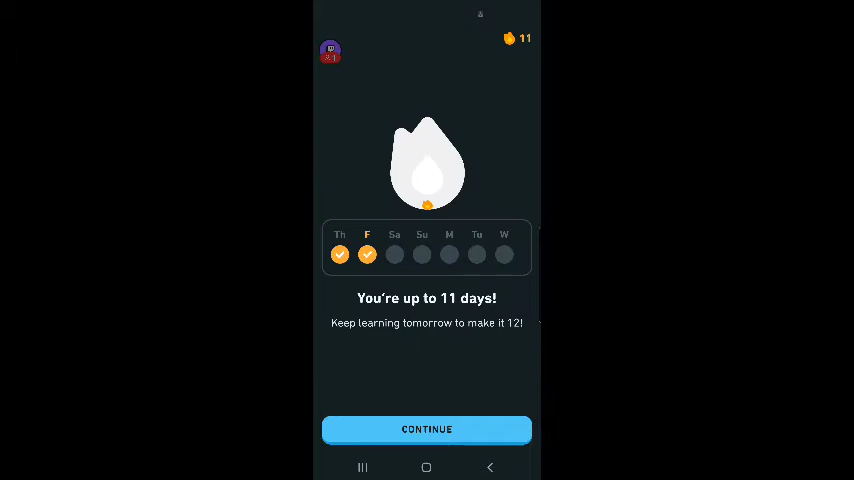 11
Th F Sa Su M Tu W
You're up to 11 days!
Keep learning tomorrow to make it 12!
CONTINUE